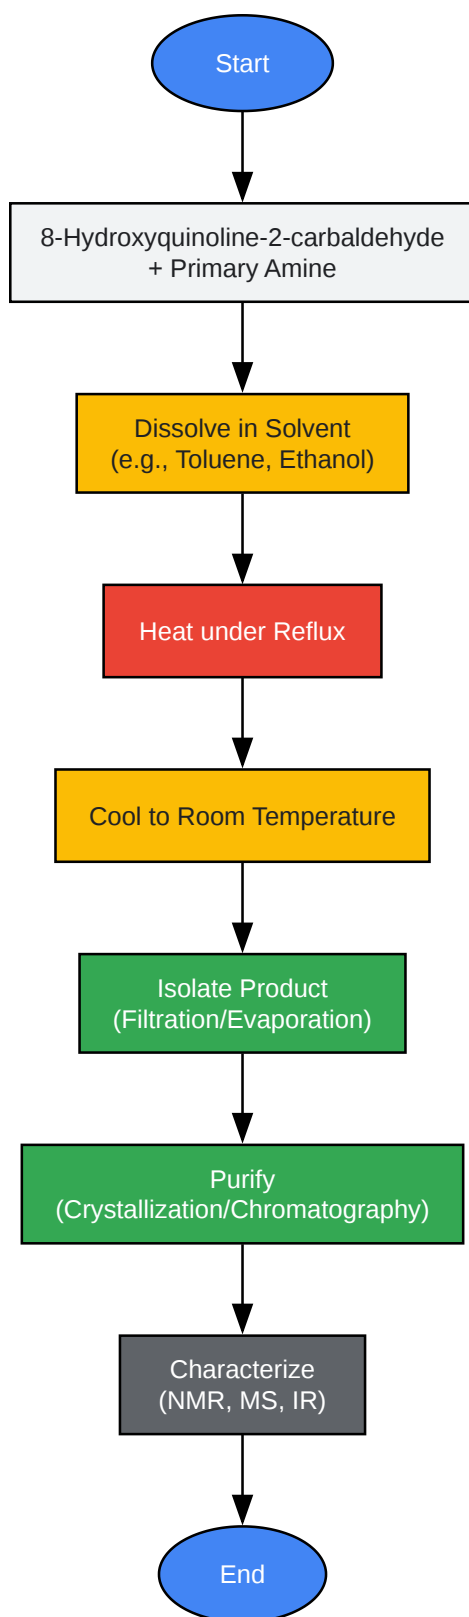 Start
8-Hydroxyquinoline-2-carbaldehyde
+ Primary Amine
Dissolve in Solvent
(e.g., Toluene, Ethanol)
Heat under Reflux
Cool to Room Temperature
Isolate Product
(Filtration/Evaporation)
Purify
(Crystallization/Chromatography)
Characterize
(NMR, MS, IR)
End